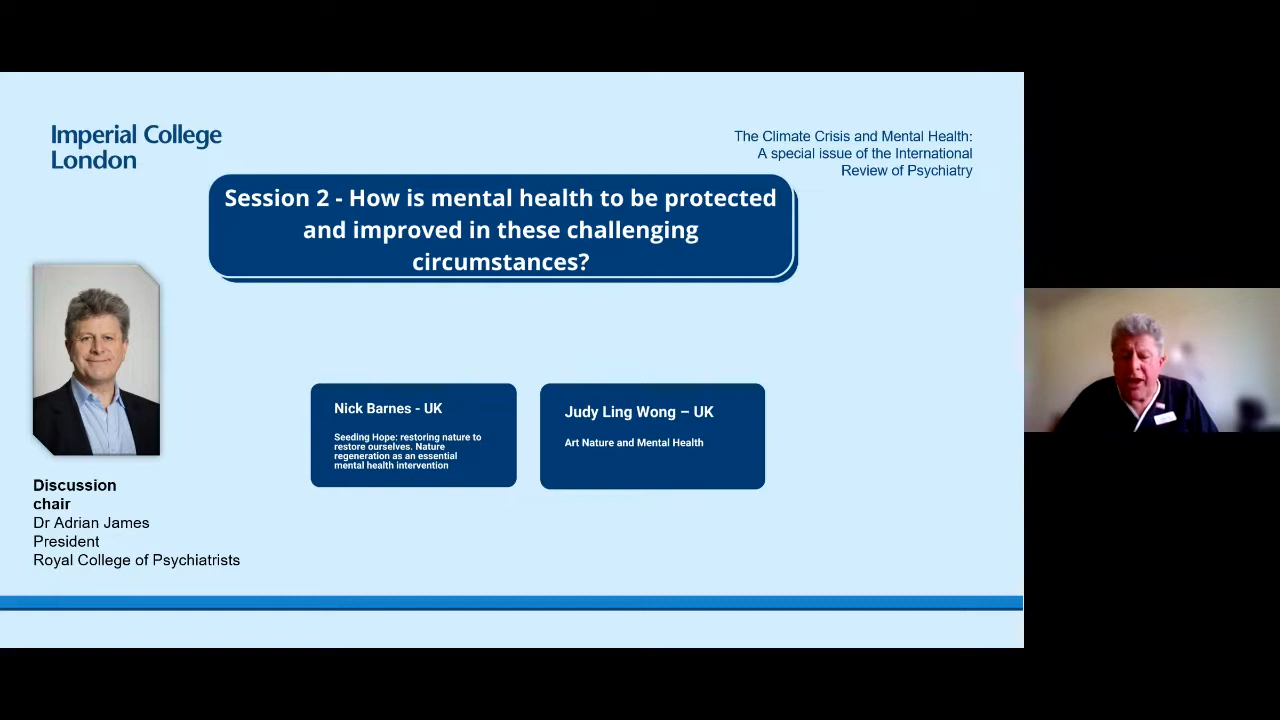 Imperial College
London
The Climate Crisis and Mental Health:
A special issue of the International
Review of Psychiatry
Session 2 - How is mental health to be protected
and improved in these challenging
circumstances?
Nick Barnes - UK
Seeding Hope: restoring nature to
restore ourselves. Nature
regeneration as an essential
mental health intervention
Judy Ling Wong – UK
Art Nature and Mental Health
Discussion
chair
Dr Adrian James
President
Royal College of Psychiatrists